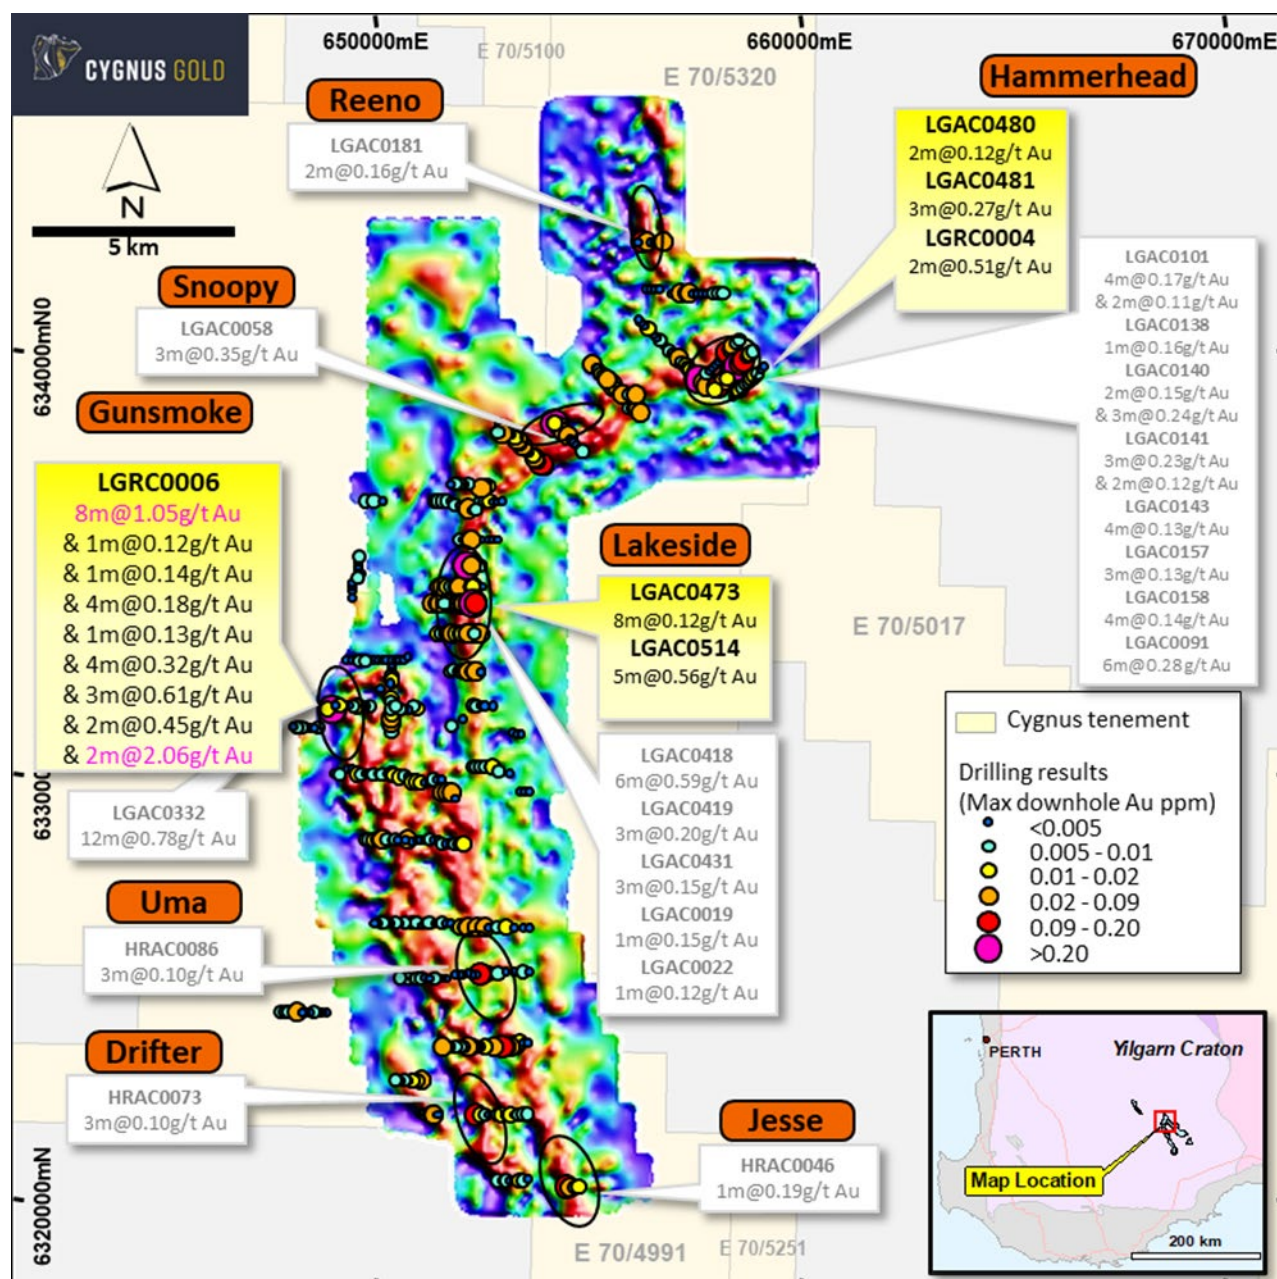 CYGNUS GOLD
650000mE
660000mE
670000mE
E 70/5100
E 70/5320
Hammerhead
Reeno
LGAC0181
2m@0.16g/t Au
LGAC0480
2m@0.12g/t Au
LGAC0481
3m@0.27g/t Au
LGRC0004
2m@0.51g/t Au
N
5 km
Snoopy
LGAC0058
3m@0.35g/t Au
LGAC0101
4m@0.17g/t Au
& 2m@0.11g/t Au
LGAC0138
1m@0.16g/t Au
LGAC0140
2m@0.15g/t Au
& 3m@0.24g/t Au
LGAC0141
3m@0.23g/t Au
& 2m@0.12g/t Au
LGAC0143
4m@0.13g/t Au
LGAC0157
3m@0.13g/t Au
LGAC0158
4m@0.14g/t Au
LGAC0091
6m@0.28g/t Au
634000mN0
Gunsmoke
LGRC0006
8m@1.05g/t Au
& 1m@0.12g/t Au
& 1m@0.14g/t Au
& 4m@0.18g/t Au
& 1m@0.13g/t Au
& 4m@0.32g/t Au
& 3m@0.61g/t Au
& 2m@0.45g/t Au
& 2m@2.06g/t Au
LGAC0332
12m@0.78g/t Au
Lakeside
LGAC0473
8m@0.12g/t Au
LGAC0514
5m@0.56g/t Au
E 70/5017
LGAC0418
6m@0.59g/t Au
LGAC0419
3m@0.20g/t Au
LGAC0431
3m@0.15g/t Au
LGAC0019
1m@0.15g/t Au
LGAC0022
1m@0.12g/t Au
Cygnus tenement
Drilling results
(Max downhole Au ppm)
<0.005
0.005 - 0.01
0.01 - 0.02
0.02 - 0.09
0.09 - 0.20
>0.20
Uma
HRAC0086
3m@0.10g/t Au
Drifter
HRAC0073
3m@0.10g/t Au
Jesse
HRAC0046
1m@0.19g/t Au
632000mN
E 70/4991
E 70/5251
PERTH
Yilgarn Craton
Map Location
200 km